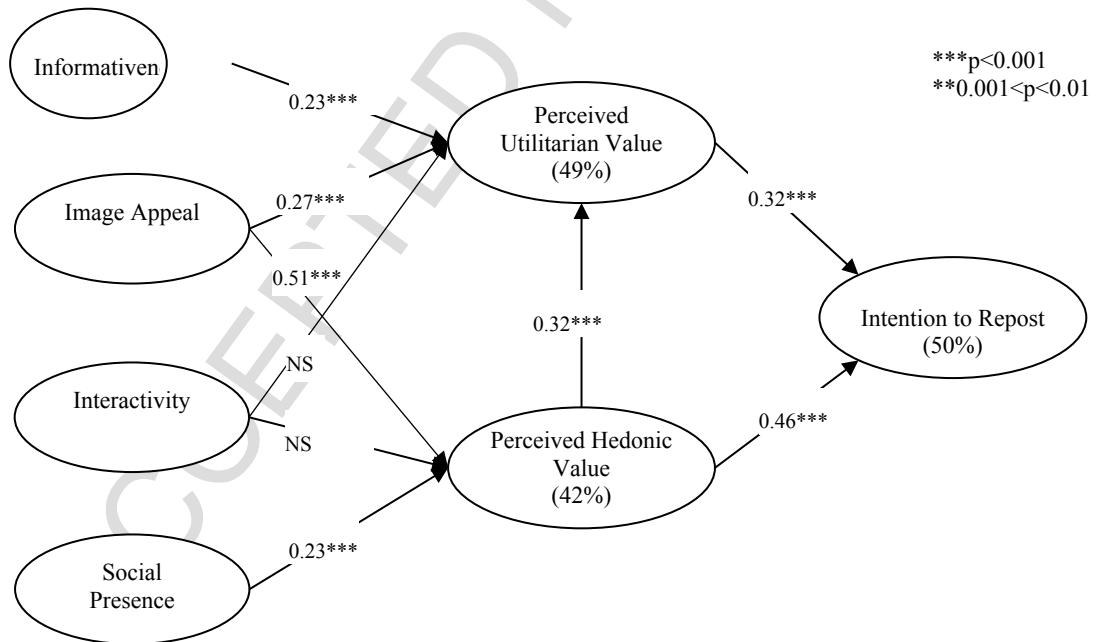 Informativen
0.23***
***p<0.001
**0.001<p<0.01
Perceived
Utilitarian Value
(49%)
Image Appeal
0.27***
0.32***
0.51***
0.32***
Intention to Repost
(50%)
NS
Interactivity
NS
Perceived Hedonic
Value
(42%)
0.46***
0.23***
Social
Presence